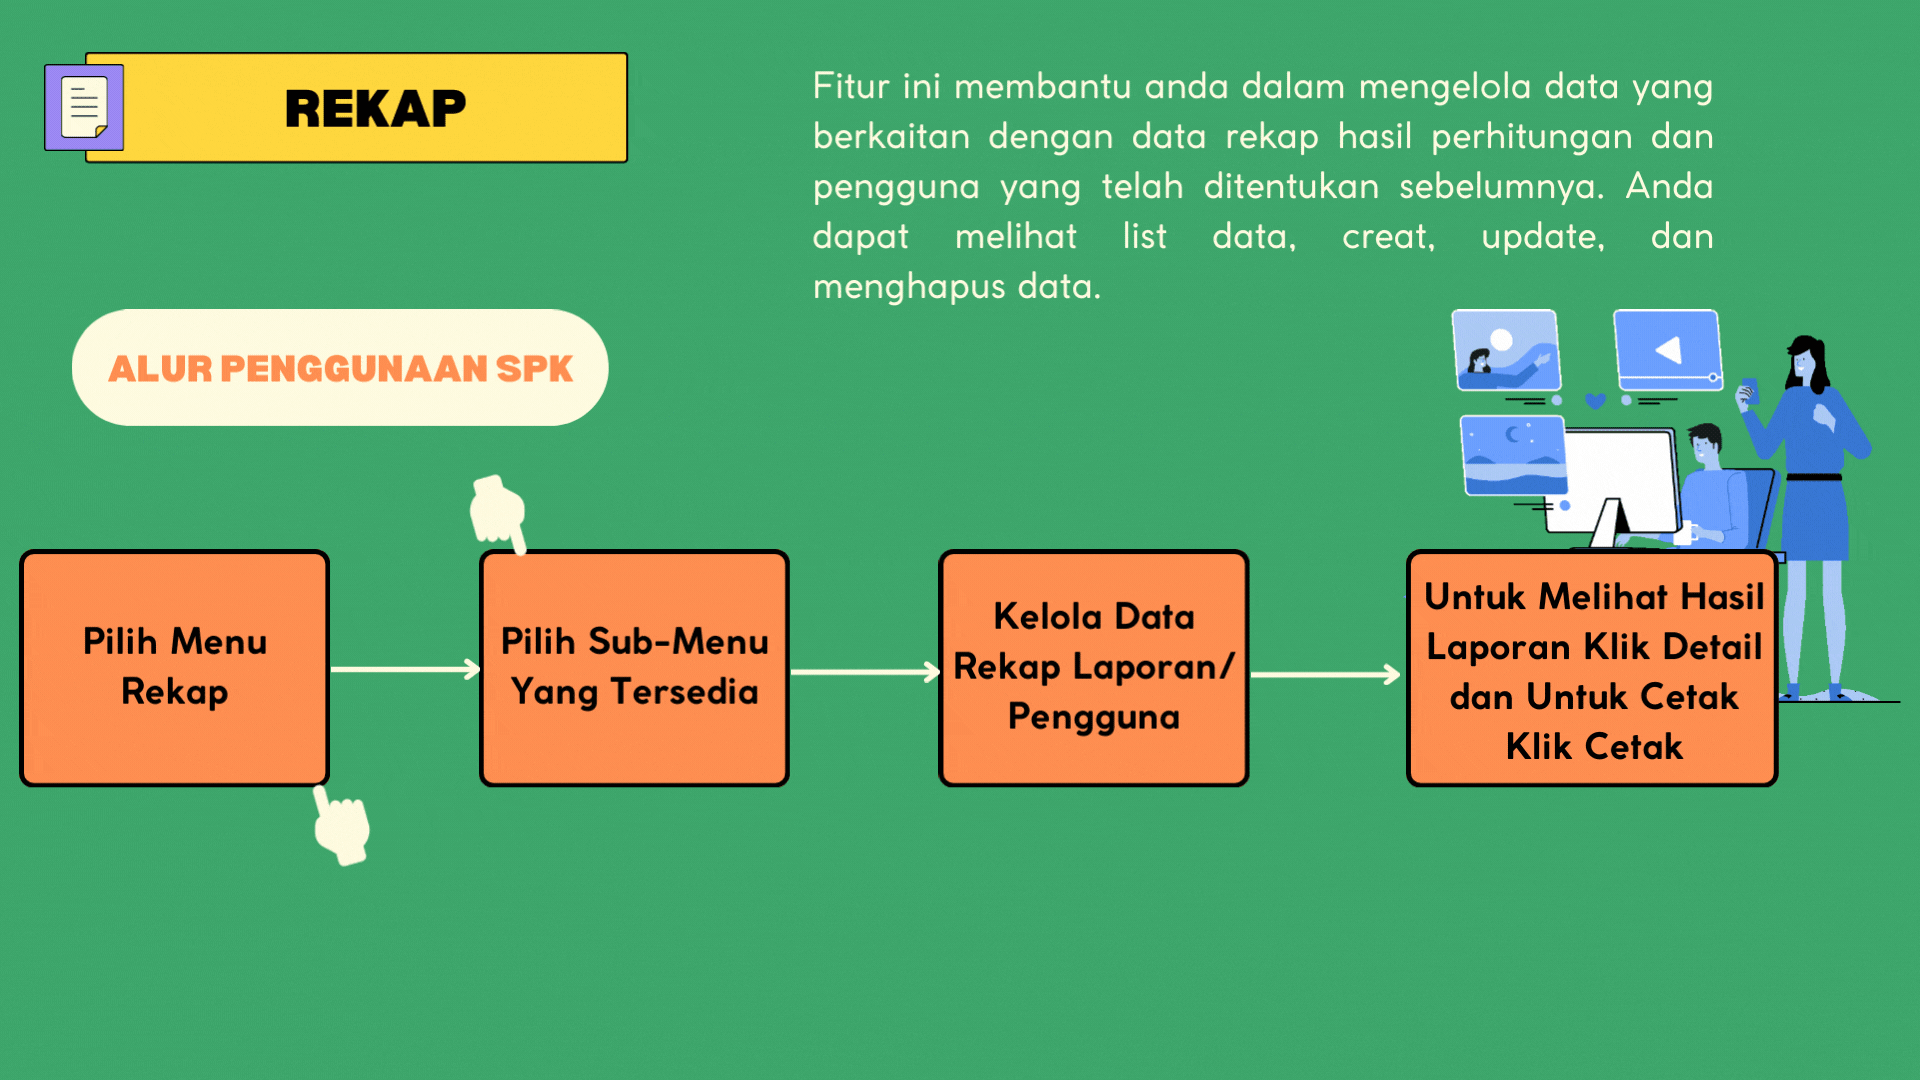 REKAP
Fitur ini membantu anda dalam mengelola data yang
berkaitan dengan data rekap hasil perhitungan dan
pengguna yang telah ditentukan sebelumnya. Anda
dapat melihat list data, creat, update, dan
menghapus data.
ALUR PENGGUNAAN SPK
Pilih Menu
Rekap
Pilih Sub-Menu
Yang Tersedia
Kelola Data
Rekap Laporan/
Pengguna
Untuk Melihat Hasil
Laporan Klik Detail
dan Untuk Cetak
Klik Cetak